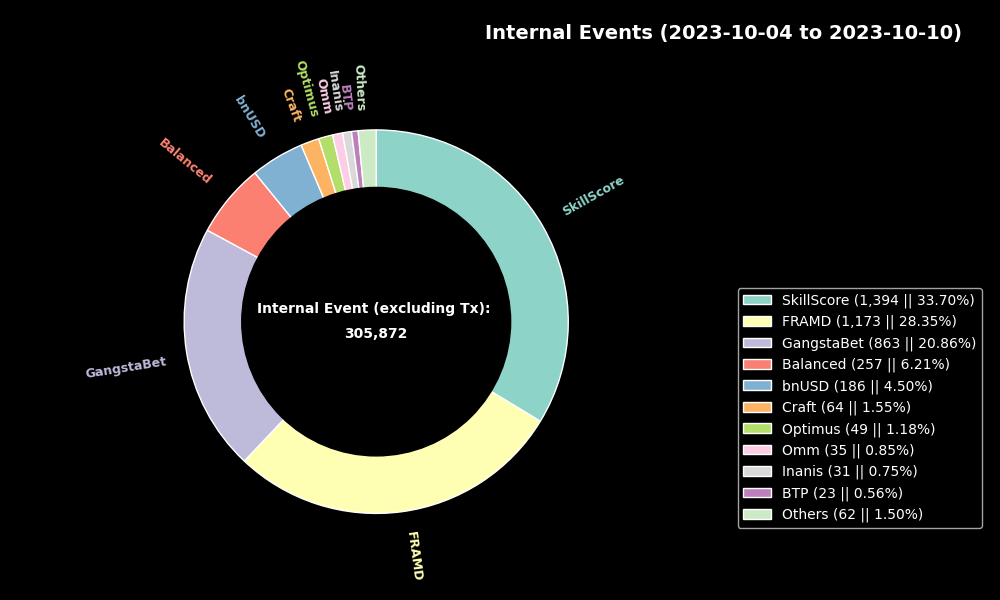 Internal Events (2023-10-04 to 2023-10-10)
Others
BTP
Inanis
Omm
Optimus
Craft
bnUSD
Balanced
GangstaBet
FRAMD
SkillScore
Internal Event (excluding Tx):
305,872
SkillScore (1,394 || 33.70%)
FRAMD (1,173 || 28.35%)
GangstaBet (863 || 20.86%)
Balanced (257 || 6.21%)
bnUSD (186 || 4.50%)
Craft (64 || 1.55%)
Optimus (49 || 1.18%)
Omm (35 || 0.85%)
Inanis (31 || 0.75%)
BTP (23 || 0.56%)
Others (62 || 1.50%)